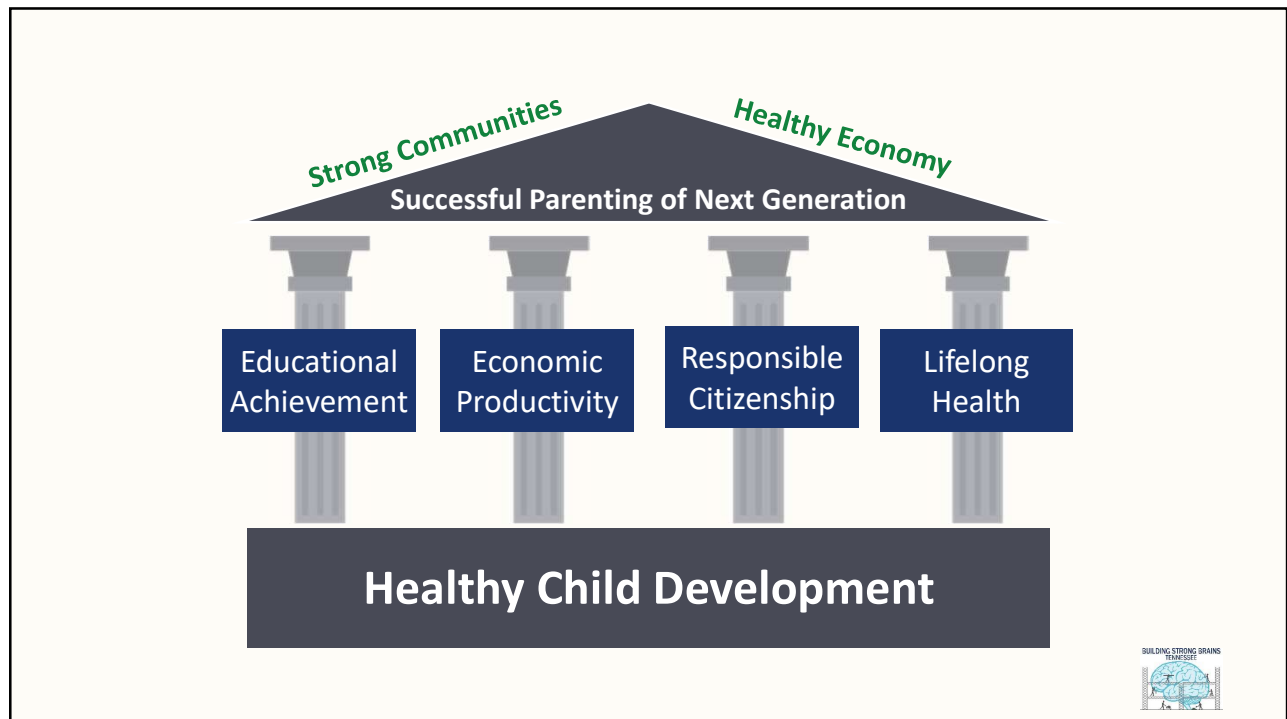 Strong Communities
Healthy Economy
Successful Parenting of Next Generation
Educational
Achievement
Economic
Productivity
Responsible
Citizenship
Lifelong
Health
Healthy Child Development
BUILDING STRONG BRAINS
TENNESSEE